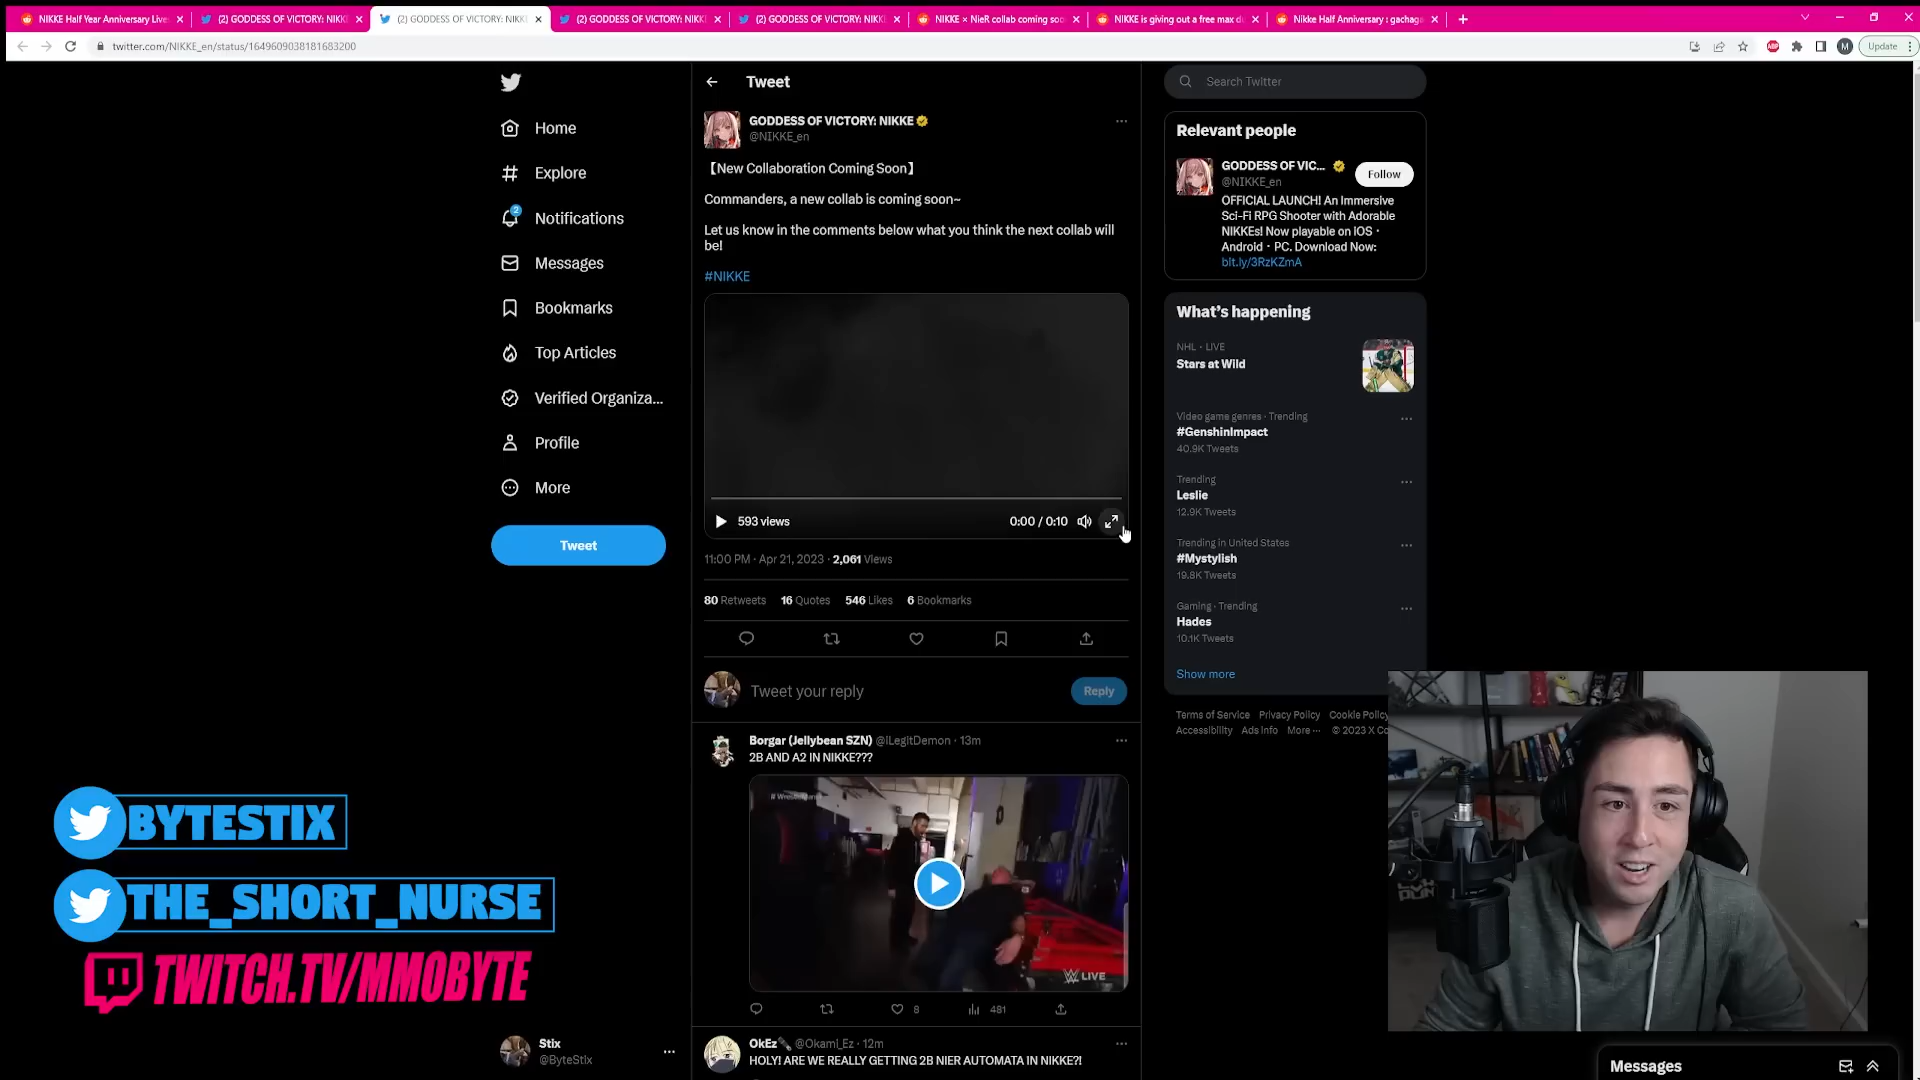 NIKKE Half Year Anniversary Live
(2) GODDESS OF VICTORY: NIKK
(2) GODDESS OF VICTORY: NIKK
(2) GODDESS OF VICTORY: NIKK
(2) GODDESS OF VICTORY: NIKK
NIKKE × NieR collab coming soo
NIKKE is giving out a free max d
Nikke Half Anniversary : gachaga
twitter.com/NIKKE_en/status/1649609038181683200
ABP
M
Update
Home
Explore
2
Notifications
Messages
Bookmarks
Top Articles
Verified Organiza...
Profile
More
Tweet
Tweet
GODDESS OF VICTORY: NIKKE
@NIKKE_en
【New Collaboration Coming Soon】
Commanders, a new collab is coming soon~
Let us know in the comments below what you think the next collab will
be!
#NIKKE
593 views
0:00 / 0:10
11:00 PM · Apr 21, 2023 · 2,061 Views
80 Retweets 16 Quotes 546 Likes 6 Bookmarks
Tweet your reply
Reply
Borgar (Jellybean SZN) @iLegitDemon · 13m
2B AND A2 IN NIKKE???
LIVE
8
481
OkEz @Okami_Ez · 12m
HOLY! ARE WE REALLY GETTING 2B NIER AUTOMATA IN NIKKE?!
Search Twitter
Relevant people
GODDESS OF VIC...
@NIKKE_en
Follow
OFFICIAL LAUNCH! An Immersive
Sci-Fi RPG Shooter with Adorable
NIKKEs! Now playable on iOS・
Android・PC. Download Now:
bit.ly/3RzKZmA
What's happening
NHL · LIVE
Stars at Wild
Video game genres · Trending
#GenshinImpact
40.9K Tweets
Trending
Leslie
12.9K Tweets
Trending in United States
#Mystylish
19.8K Tweets
Gaming · Trending
Hades
10.1K Tweets
Show more
Terms of Service Privacy Policy Cookie Policy
Accessibility Ads info More ··· © 2023 X Co
BYTESTIX
THE_SHORT_NURSE
TWITCH.TV/MMOBYTE
Stix
@ByteStix
Messages